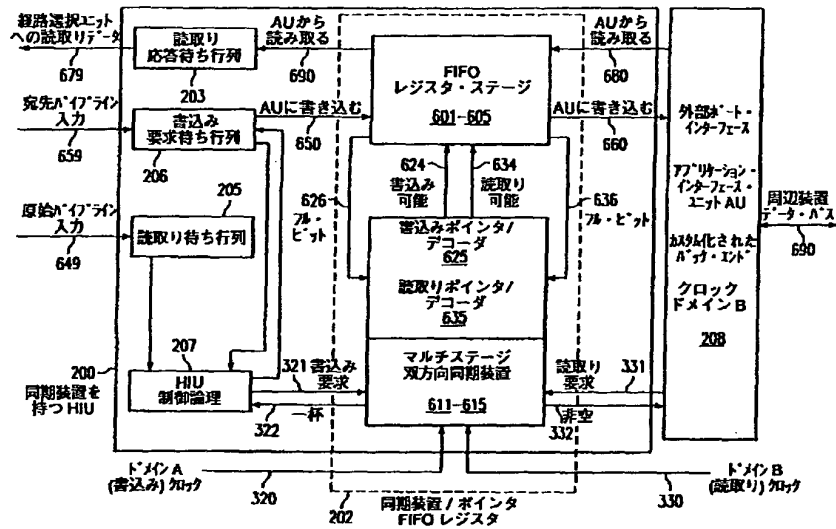 経路選択ユニット
への読取りデータ
679
読取り
応答待ち行列
203
AUから
読み取る
690
FIFO
レジスタ・ステージ
601-605
AUから
読み取る
680
宛先パイプライン
入力
659
書込み
要求待ち行列
206
AUに書き込む
650
AUに書き込む
660
外部ポート・
インターフェース
アプリケーション・
インターフェース・
ユニットAU
カスタム化された
バック・エンド
クロック
ドメインB
208
周辺装置
データ・バス
690
624
書込み
可能
634
読取り
可能
626
フル・
ビット
636
フル・ビット
原始パイプライン
入力
649
205
読取り待ち行列
書込みポインタ/
デコーダ
625
読取りポインタ/
デコーダ
635
マルチステージ
双方向同期装置
611-615
207
HIU
制御論理
200
同期装置を
持つHIU
321
書込み
要求
322
一杯
読取り
要求
331
非空
332
ドメインA
(書込み)クロック
320
ドメインB
(読取り)クロック
330
202
同期装置/ポインタ
FIFOレジスタ